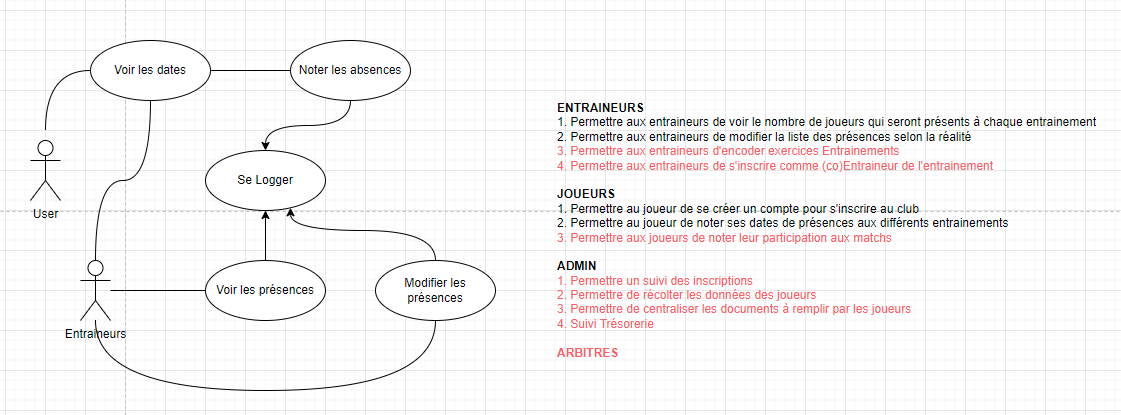 Voir les dates
Noter les absences
Se Logger
User
Voir les présences
Modifier les
présences
Entraineurs
ENTRAINEURS
1. Permettre aux entraineurs de voir le nombre de joueurs qui seront présents à chaque entrainement
2. Permettre aux entraineurs de modifier la liste des présences selon la réalité
3. Permettre aux entraineurs d'encoder exercices Entrainements
4. Permettre aux entraineurs de s'inscrire comme (co)Entraineur de l'entrainement
JOUEURS
1. Permettre au joueur de se créer un compte pour s'inscrire au club
2. Permettre au joueur de noter ses dates de présences aux différents entrainements
3. Permettre aux joueurs de noter leur participation aux matchs
ADMIN
1. Permettre un suivi des inscriptions
2. Permettre de récolter les données des joueurs
3. Permettre de centraliser les documents à remplir par les joueurs
4. Suivi Trésorerie
ARBITRES